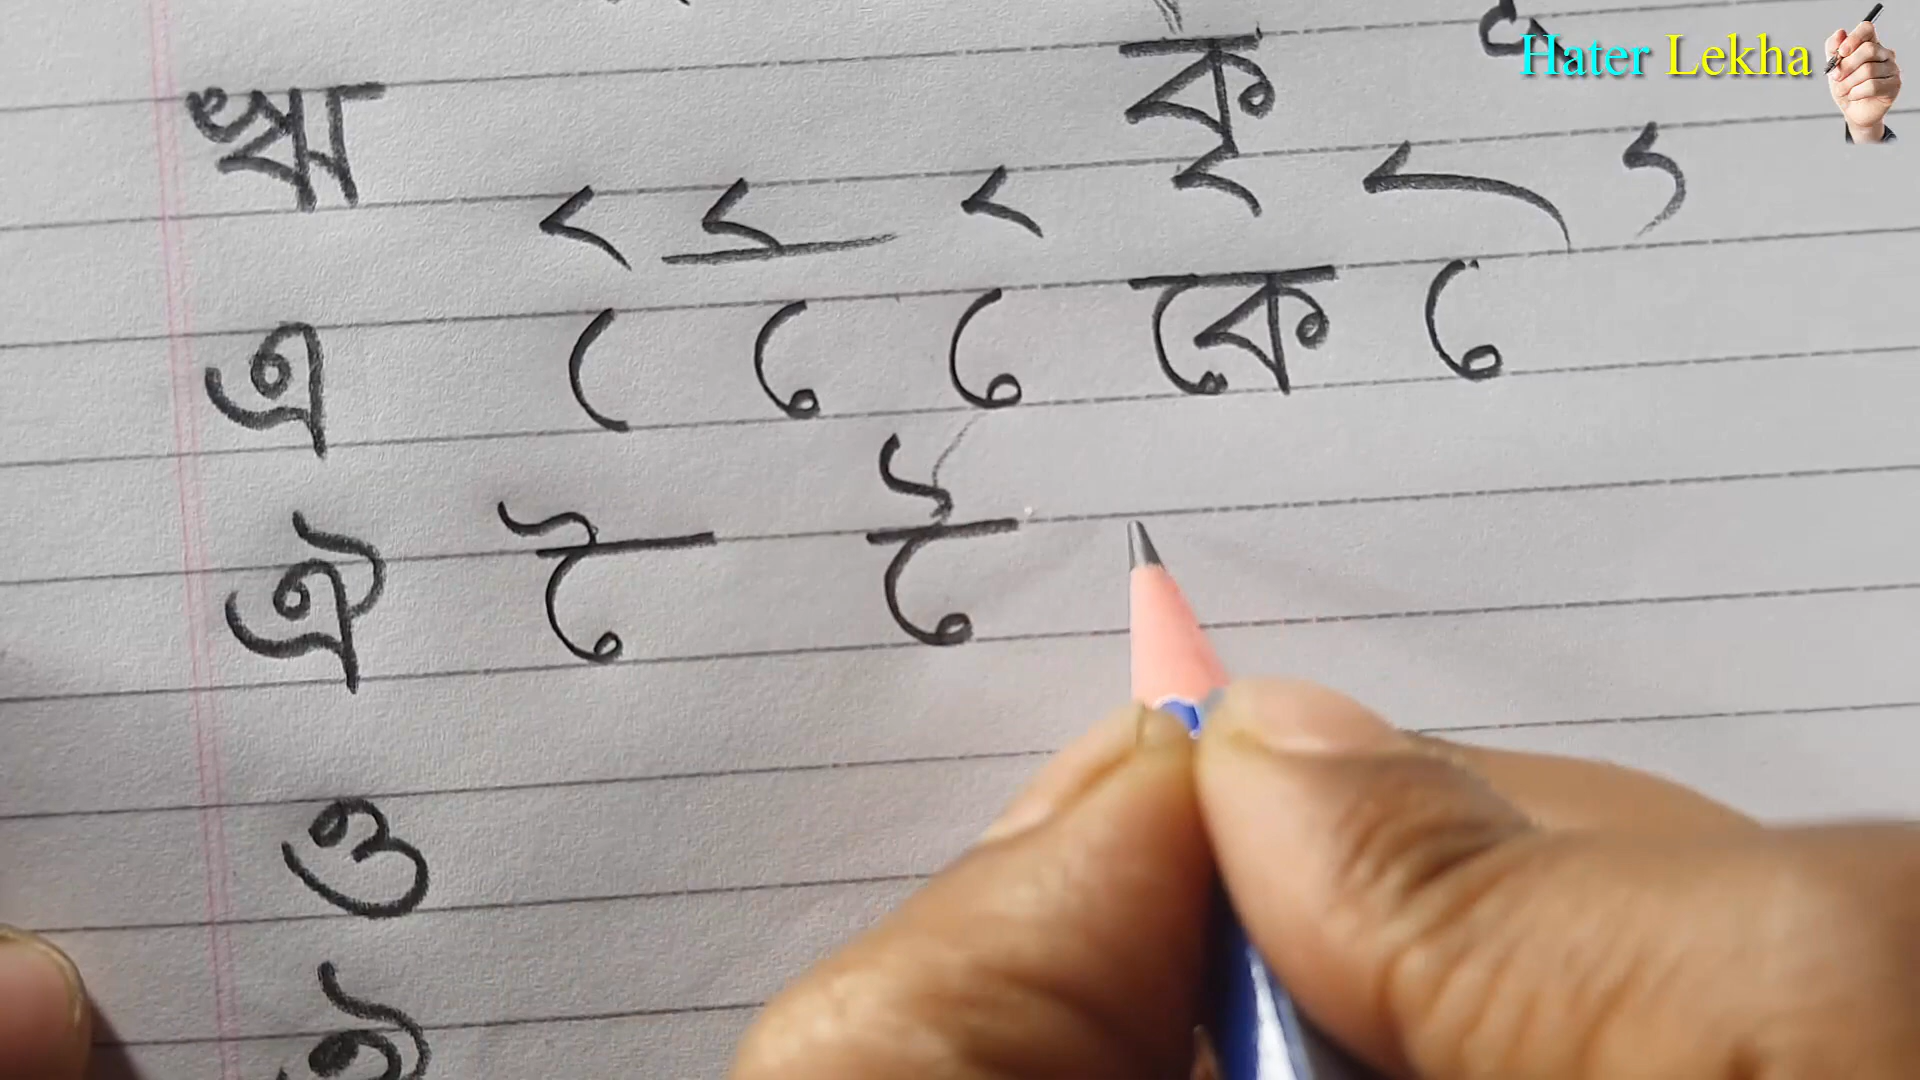 Hater Lekha
ঋ ৃ ৃ ৃ কৃ ৃ ৃ
এ ে ে ে কে ে
ঐ ৈ ৈ
ও
ঔ